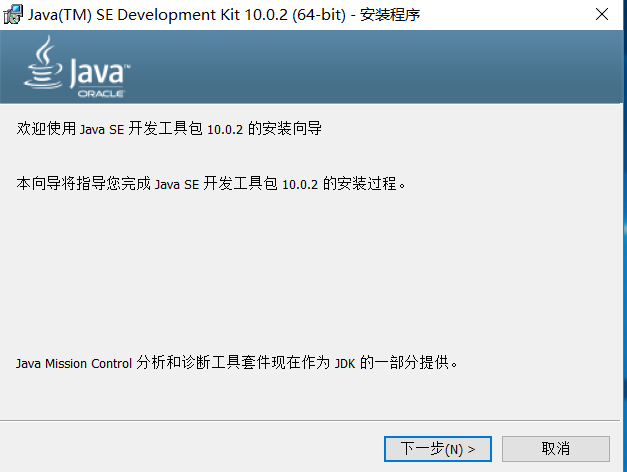 Java(TM) SE Development Kit 10.0.2 (64-bit) - 安装程序
Java™
ORACLE
欢迎使用 Java SE 开发工具包 10.0.2 的安装向导
本向导将指导您完成 Java SE 开发工具包 10.0.2 的安装过程。
Java Mission Control 分析和诊断工具套件现在作为 JDK 的一部分提供。
下一步(N) >
取消